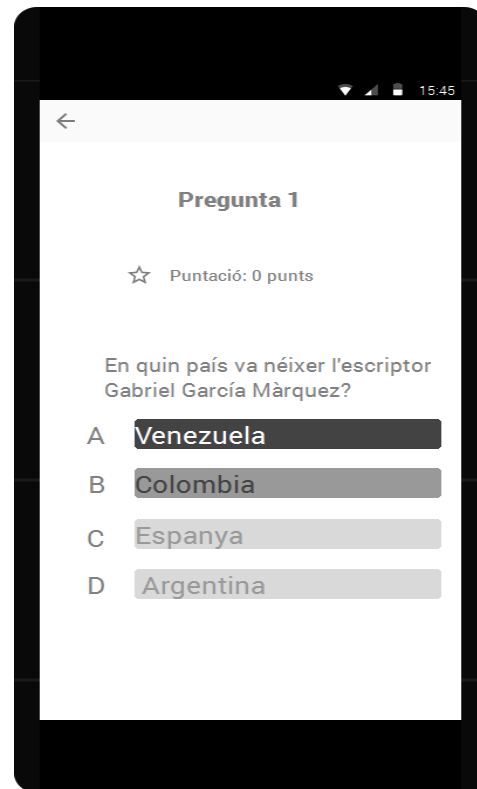 15:45
Pregunta 1
Puntació: 0 punts
En quin país va néixer l'escriptor
Gabriel García Màrquez?
A Venezuela
B Colombia
C Espanya
D Argentina